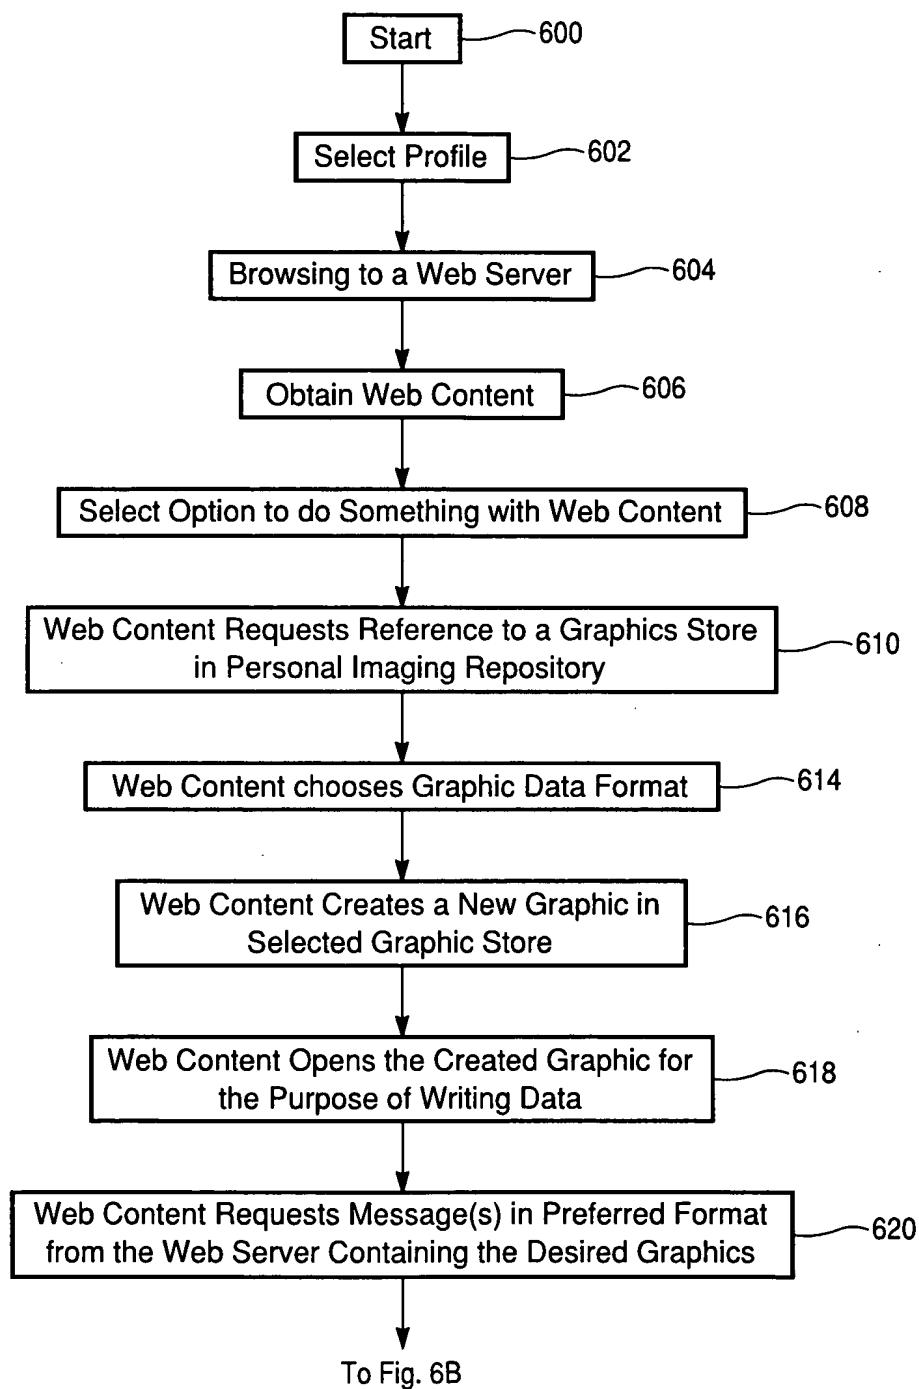 Start
600
Select Profile
602
Browsing to a Web Server
604
Obtain Web Content
606
Select Option to do Something with Web Content
608
Web Content Requests Reference to a Graphics Store
in Personal Imaging Repository
610
Web Content chooses Graphic Data Format
614
Web Content Creates a New Graphic in
Selected Graphic Store
616
Web Content Opens the Created Graphic for
the Purpose of Writing Data
618
Web Content Requests Message(s) in Preferred Format
from the Web Server Containing the Desired Graphics
620
To Fig. 6B